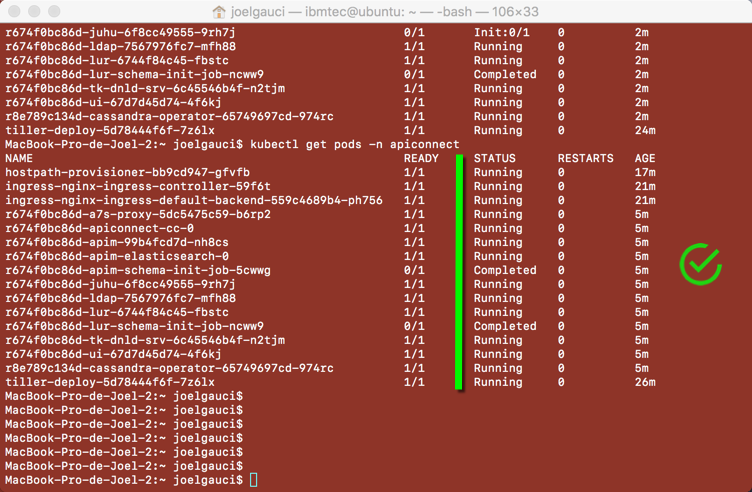 joelgauci — ibmtec@ubuntu: ~ — -bash — 106×33
r674f0bc86d-juhu-6f8cc49555-9rh7j 0/1 Init:0/1 0 2m
r674f0bc86d-ldap-7567976fc7-mfh88 1/1 Running 0 2m
r674f0bc86d-lur-6744f84c45-fbstc 1/1 Running 0 2m
r674f0bc86d-lur-schema-init-job-ncww9 0/1 Completed 0 2m
r674f0bc86d-tk-dnld-srv-6c45546b4f-n2tjm 1/1 Running 0 2m
r674f0bc86d-ui-67d7d45d74-4f6kj 1/1 Running 0 2m
r8e789c134d-cassandra-operator-65749697cd-974rc 1/1 Running 0 2m
tiller-deploy-5d78444f6f-7z6lx 1/1 Running 0 24m
MacBook-Pro-de-Joel-2:~ joelgauci$ kubectl get pods -n apiconnect
NAME READY STATUS RESTARTS AGE
hostpath-provisioner-bb9cd947-gfvfb 1/1 Running 0 17m
ingress-nginx-ingress-controller-59f6t 1/1 Running 0 21m
ingress-nginx-ingress-default-backend-559c4689b4-ph756 1/1 Running 0 21m
r674f0bc86d-a7s-proxy-5dc5475c59-b6rp2 1/1 Running 0 5m
r674f0bc86d-apiconnect-cc-0 1/1 Running 0 5m
r674f0bc86d-apim-99b4fcd7d-nh8cs 1/1 Running 0 5m
r674f0bc86d-apim-elasticsearch-0 1/1 Running 0 5m
r674f0bc86d-apim-schema-init-job-5cwwg 0/1 Completed 0 5m
r674f0bc86d-juhu-6f8cc49555-9rh7j 1/1 Running 0 5m
r674f0bc86d-ldap-7567976fc7-mfh88 1/1 Running 0 5m
r674f0bc86d-lur-6744f84c45-fbstc 1/1 Running 0 5m
r674f0bc86d-lur-schema-init-job-ncww9 0/1 Completed 0 5m
r674f0bc86d-tk-dnld-srv-6c45546b4f-n2tjm 1/1 Running 0 5m
r674f0bc86d-ui-67d7d45d74-4f6kj 1/1 Running 0 5m
r8e789c134d-cassandra-operator-65749697cd-974rc 1/1 Running 0 5m
tiller-deploy-5d78444f6f-7z6lx 1/1 Running 0 26m
MacBook-Pro-de-Joel-2:~ joelgauci$
MacBook-Pro-de-Joel-2:~ joelgauci$
MacBook-Pro-de-Joel-2:~ joelgauci$
MacBook-Pro-de-Joel-2:~ joelgauci$
MacBook-Pro-de-Joel-2:~ joelgauci$
MacBook-Pro-de-Joel-2:~ joelgauci$
MacBook-Pro-de-Joel-2:~ joelgauci$